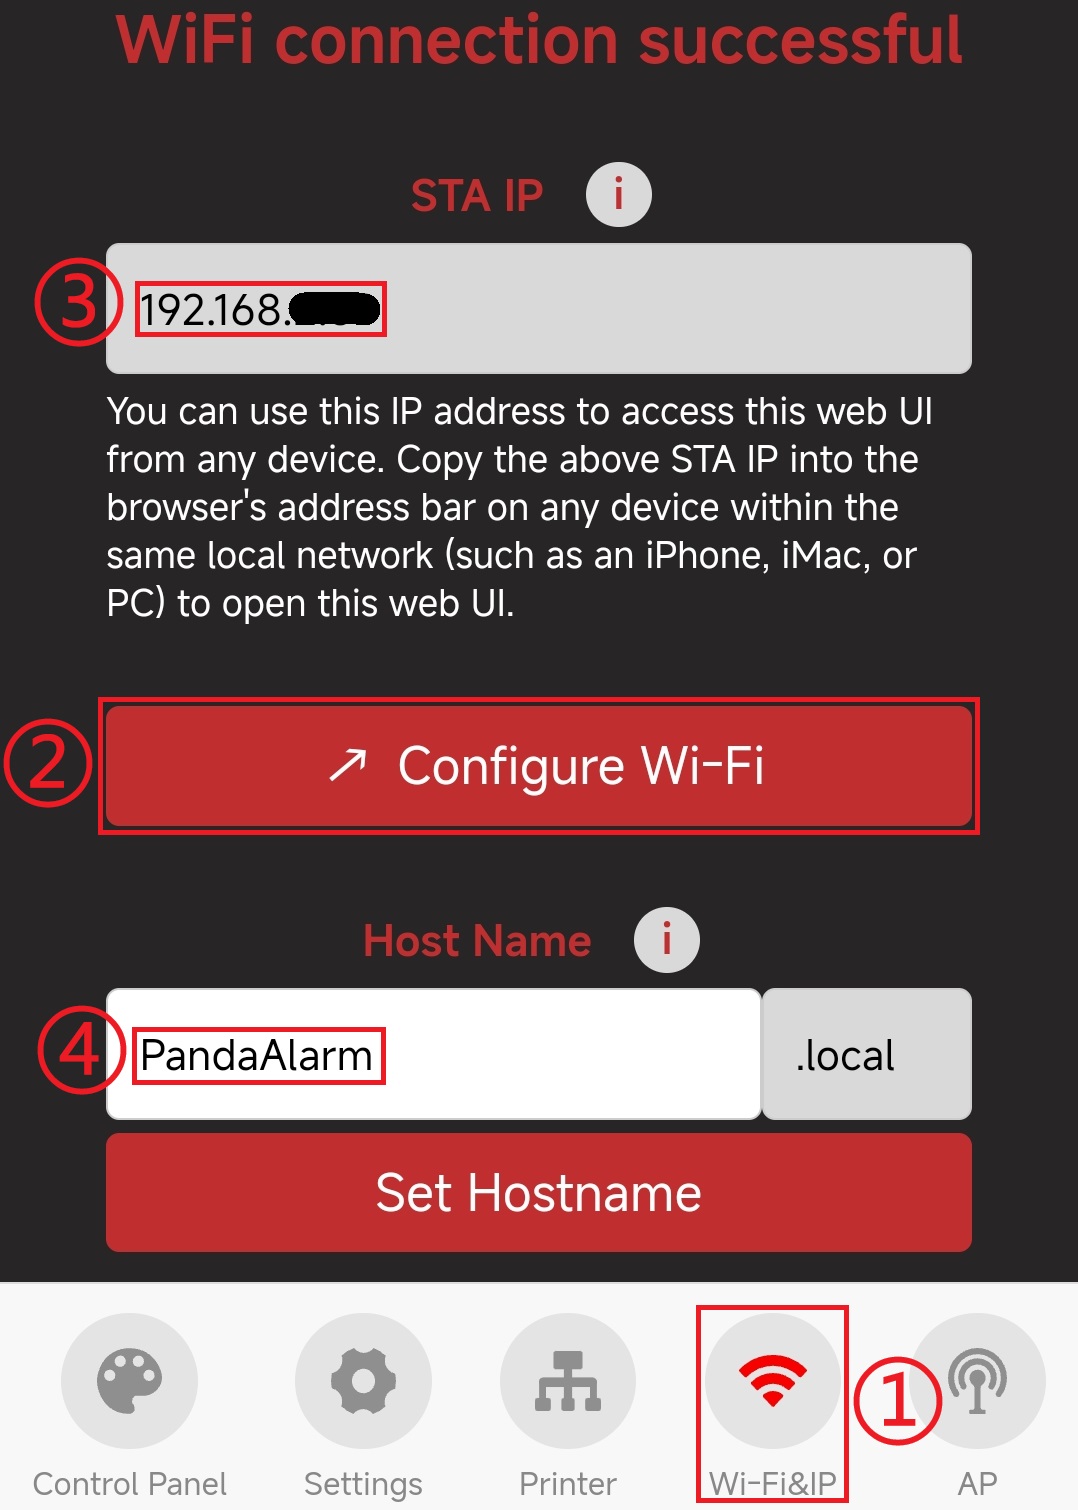 WiFi connection successful
STA IP i
③ 192.168.
You can use this IP address to access this web UI
from any device. Copy the above STA IP into the
browser's address bar on any device within the
same local network (such as an iPhone, iMac, or
PC) to open this web UI.
② ↗ Configure Wi-Fi
Host Name i
④ PandaAlarm .local
Set Hostname
①
Control Panel Settings Printer Wi-Fi&IP AP